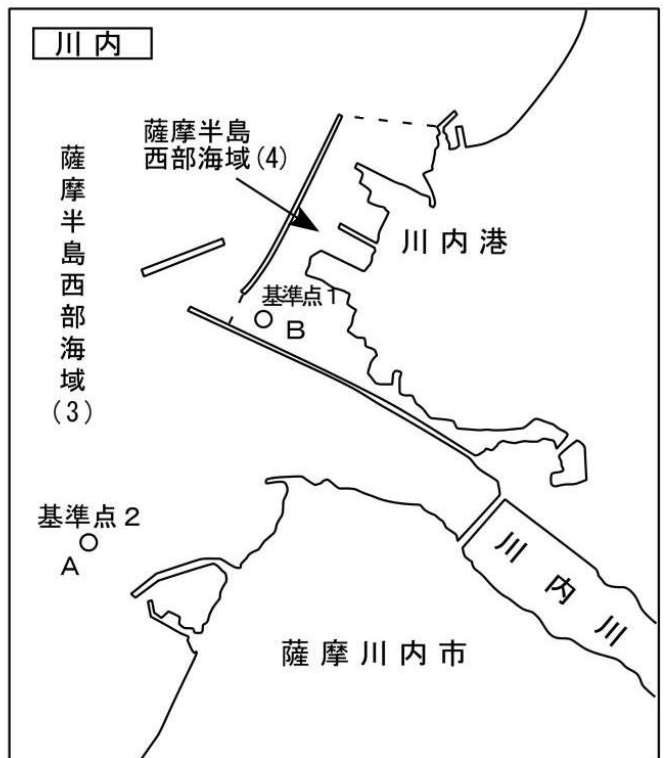 川内
薩摩半島
西部海域(4)
薩摩半島西部海域(3)
川内港
基準点1
B
基準点2
A
川内川
薩摩川内市